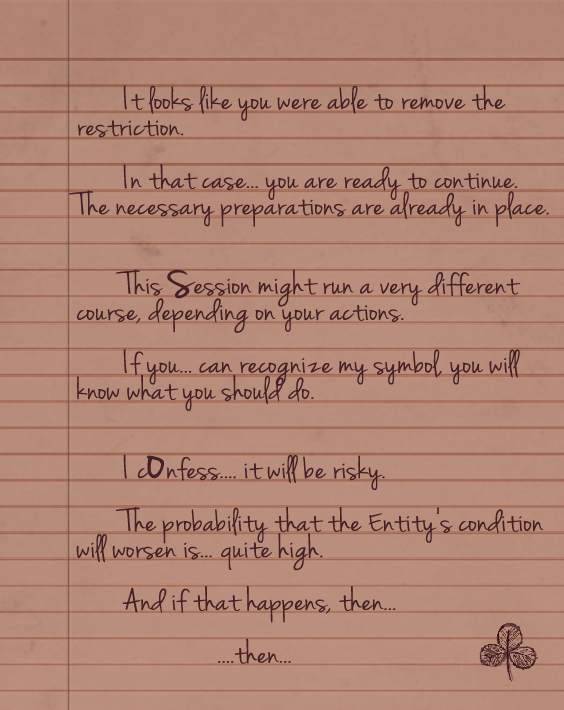 It looks like you were able to remove the
restriction.
In that case... you are ready to continue.
The necessary preparations are already in place.
This Session might run a very different
course, depending on your actions.
If you... can recognize my symbol, you will
know what you should do.
I cOnfess.... it will be risky.
The probability that the Entity's condition
will worsen is... quite high.
And if that happens, then...
....then...